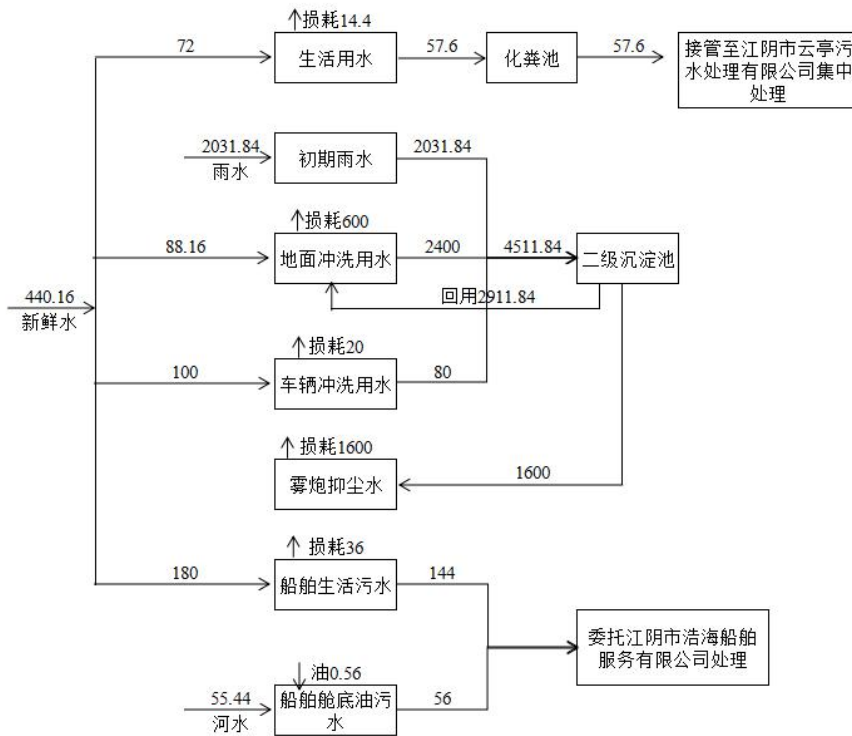 损耗14.4
72
生活用水
57.6
化粪池
57.6
接管至江阴市云亭污
水处理有限公司集中
处理
2031.84
雨水
初期雨水
2031.84
损耗600
88.16
地面冲洗用水
2400
4511.84
二级沉淀池
回用2911.84
440.16
新鲜水
损耗20
100
车辆冲洗用水
80
损耗1600
雾炮抑尘水
1600
损耗36
180
船舶生活污水
144
委托江阴市浩海船舶
服务有限公司处理
油0.56
55.44
河水
船舶舱底油污
水
56